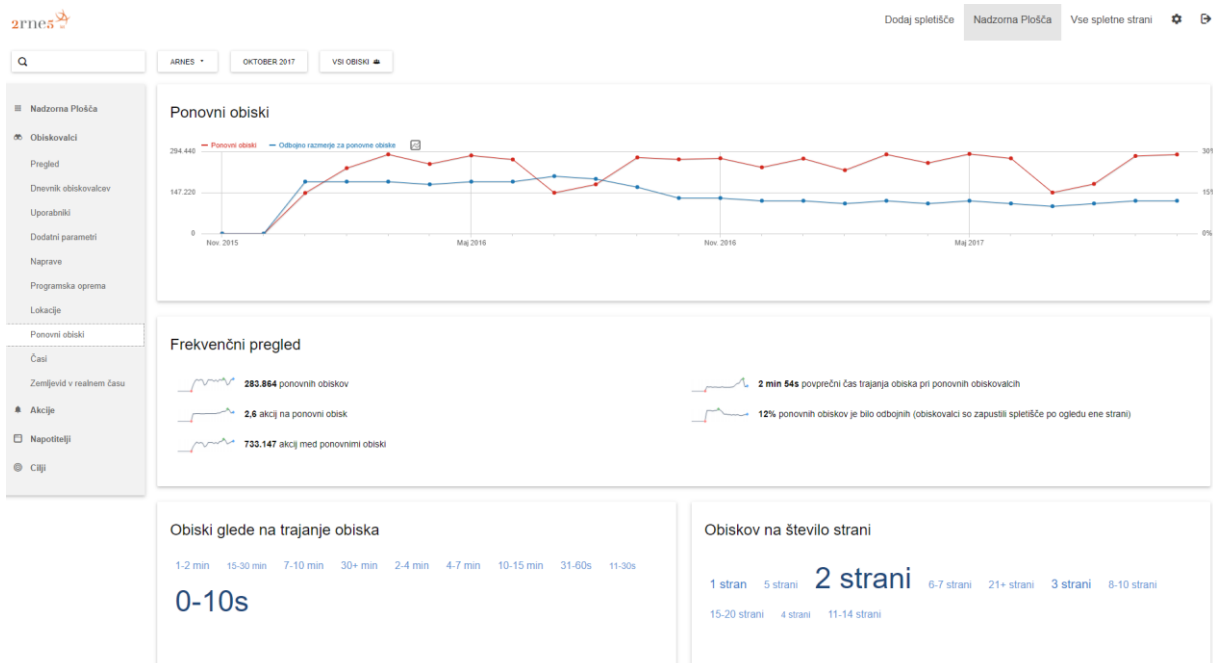 2rne5
Dodaj spletišče Nadzorna Plošča Vse spletne strani
ARNES OKTOBER 2017 VSI OBISKI
Nadzorna Plošča
Obiskovalci
Pregled
Dnevnik obiskovalcev
Uporabniki
Dodatni parametri
Naprave
Programska oprema
Lokacije
Ponovni obiski
Časi
Zemljevid v realnem času
Akcije
Napotitelji
Cilji
Ponovni obiski
Ponovni obiski Odbojno razmerje za ponovne obiske
294.440 30%
147.220 15%
0 0%
Nov. 2015 Maj 2016 Nov. 2016 Maj 2017
Frekvenčni pregled
283.864 ponovnih obiskov
2,6 akcij na ponovni obisk
733.147 akcij med ponovnimi obiski
2 min 54s povprečni čas trajanja obiska pri ponovnih obiskovalcih
12% ponovnih obiskov je bilo odbojnih (obiskovalci so zapustili spletišče po ogledu ene strani)
Obiski glede na trajanje obiska
1-2 min 15-30 min 7-10 min 30+ min 2-4 min 4-7 min 10-15 min 31-60s 11-30s
0-10s
Obiskov na število strani
1 stran 5 strani 2 strani 6-7 strani 21+ strani 3 strani 8-10 strani
15-20 strani 4 strani 11-14 strani